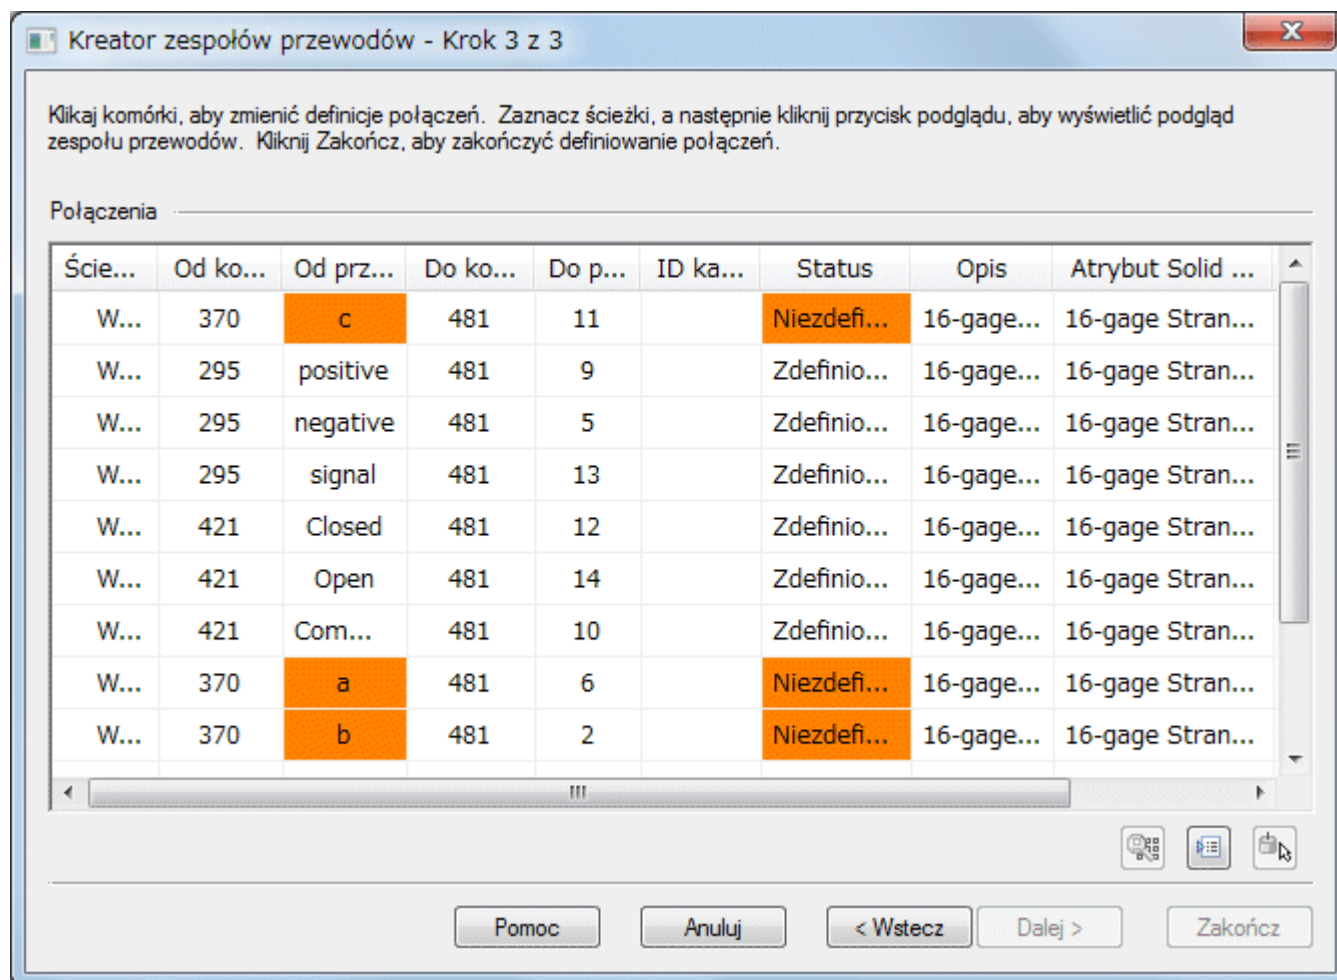 Kreator zespołów przewodów - Krok 3 z 3
Klikaj komórki, aby zmienić definicje połączeń. Zaznacz ścieżki, a następnie kliknij przycisk podglądu, aby wyświetlić podgląd
zespołu przewodów. Kliknij Zakończ, aby zakończyć definiowanie połączeń.
Połączenia
Ście... Od ko... Od prz... Do ko... Do p... ID ka... Status Opis Atrybut Solid ...
W... 370 c 481 11 Niezdefi... 16-gage... 16-gage Stran...
W... 295 positive 481 9 Zdefinio... 16-gage... 16-gage Stran...
W... 295 negative 481 5 Zdefinio... 16-gage... 16-gage Stran...
W... 295 signal 481 13 Zdefinio... 16-gage... 16-gage Stran...
W... 421 Closed 481 12 Zdefinio... 16-gage... 16-gage Stran...
W... 421 Open 481 14 Zdefinio... 16-gage... 16-gage Stran...
W... 421 Com... 481 10 Zdefinio... 16-gage... 16-gage Stran...
W... 370 a 481 6 Niezdefi... 16-gage... 16-gage Stran...
W... 370 b 481 2 Niezdefi... 16-gage... 16-gage Stran...
Pomoc Anuluj < Wstecz Dalej > Zakończ